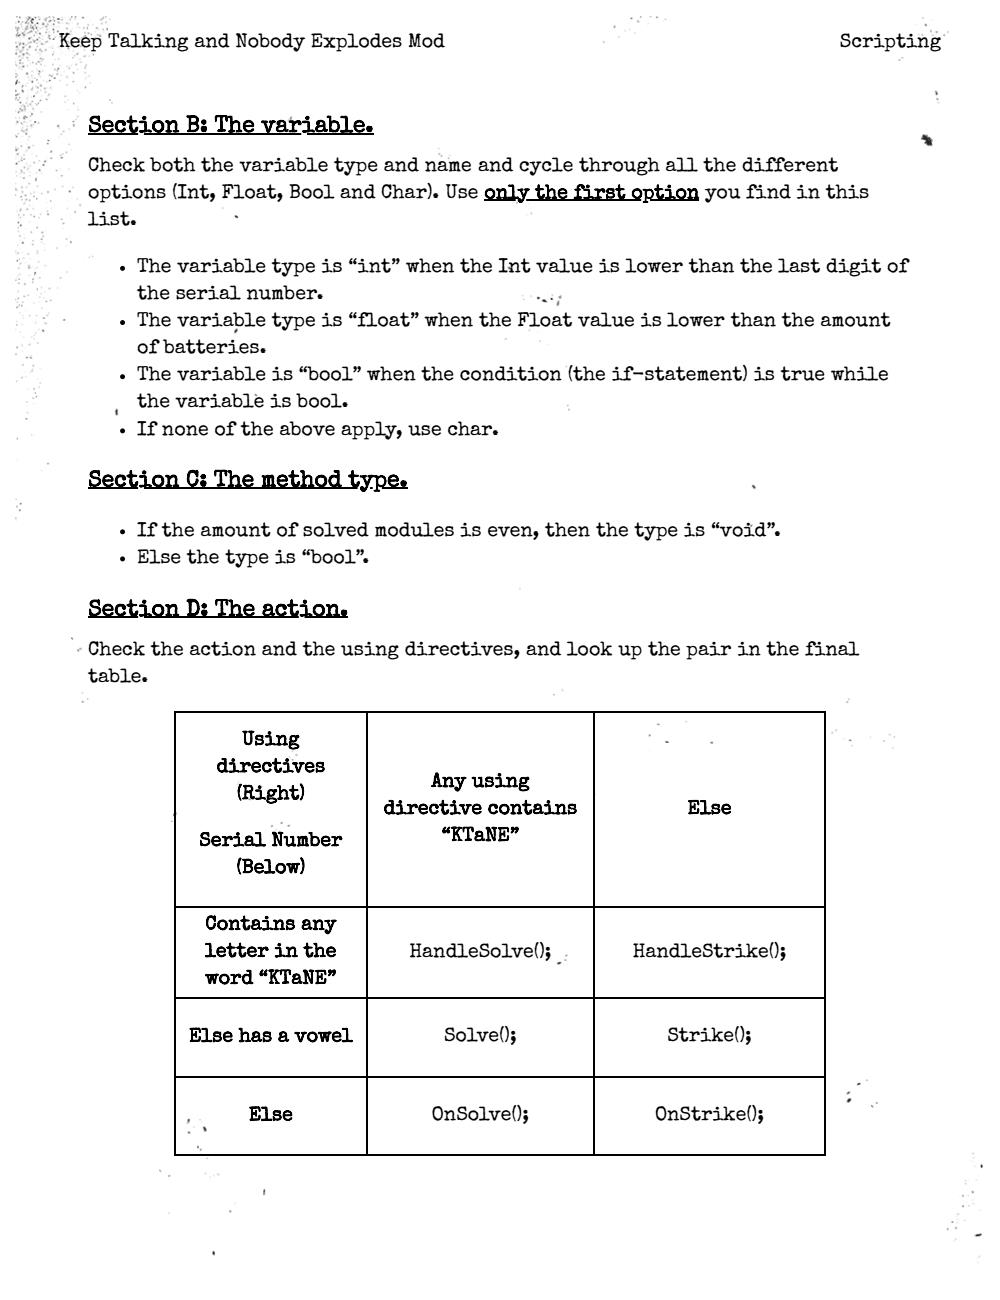 Keep Talking and Nobody Explodes Mod
Scripting
Section B: The variable.
Check both the variable type and name and cycle through all the different
options (Int, Float, Bool and Char). Use only the first option you find in this
list.
• The variable type is “int” when the Int value is lower than the last digit of
the serial number.
• The variable type is “float” when the Float value is lower than the amount
of batteries.
• The variable is “bool” when the condition (the if-statement) is true while
the variable is bool.
• If none of the above apply, use char.
Section C: The method type.
• If the amount of solved modules is even, then the type is “void”.
• Else the type is “bool”.
Section D: The action.
Check the action and the using directives, and look up the pair in the final
table.
Using
directives
(Right)
Serial Number
(Below)
Any using
directive contains
“KTaNE”
Else
Contains any
letter in the
word “KTaNE”
HandleSolve();
HandleStrike();
Else has a vowel
Solve();
Strike();
Else
OnSolve();
OnStrike();